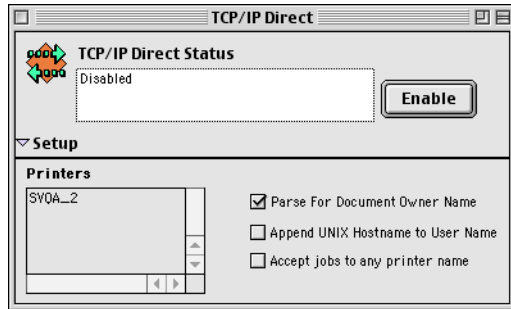 TCP/IP Direct
TCP/IP Direct Status
Disabled
Enable
Setup
Printers
SVQA_2
Parse For Document Owner Name
Append UNIX Hostname to User Name
Accept jobs to any printer name